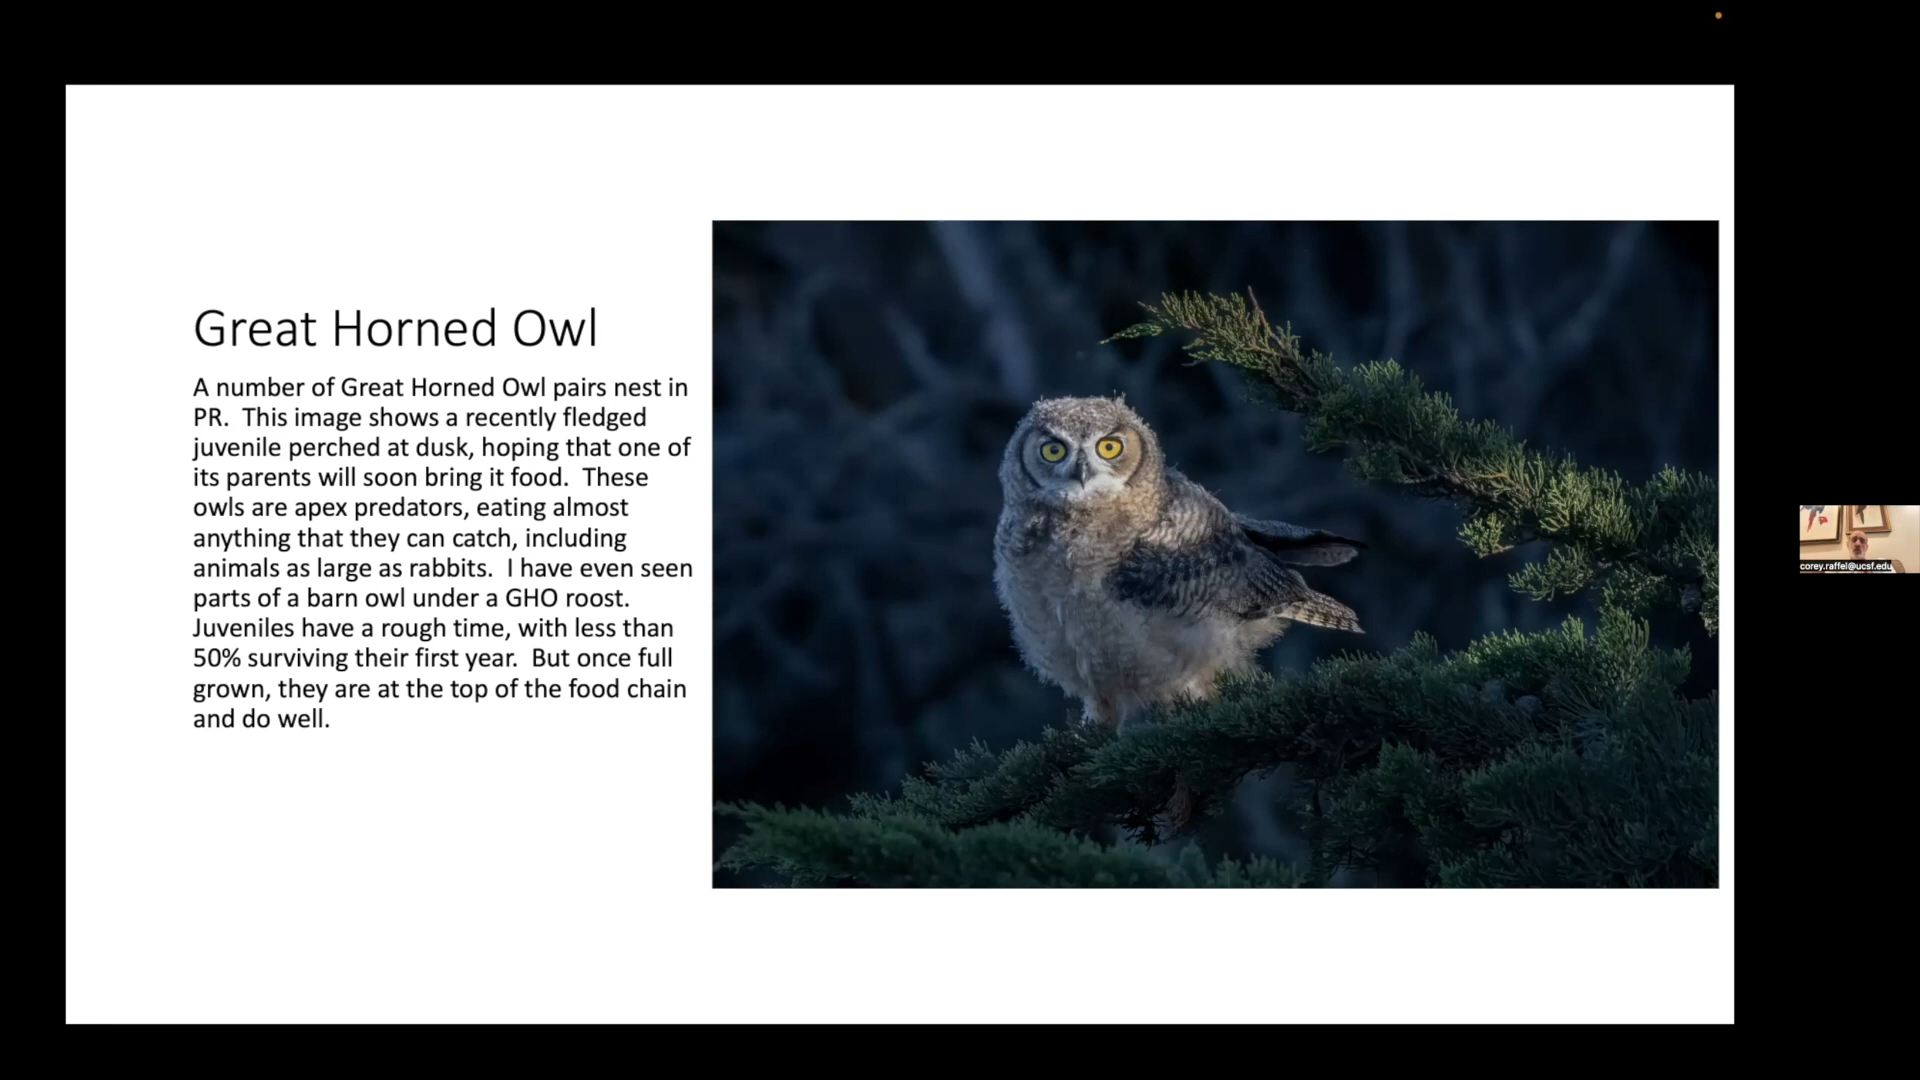 Great Horned Owl
A number of Great Horned Owl pairs nest in
PR.  This image shows a recently fledged
juvenile perched at dusk, hoping that one of
its parents will soon bring it food.  These
owls are apex predators, eating almost
anything that they can catch, including
animals as large as rabbits.  I have even seen
parts of a barn owl under a GHO roost.
Juveniles have a rough time, with less than
50% surviving their first year.  But once full
grown, they are at the top of the food chain
and do well.
corey.raffel@ucsf.edu